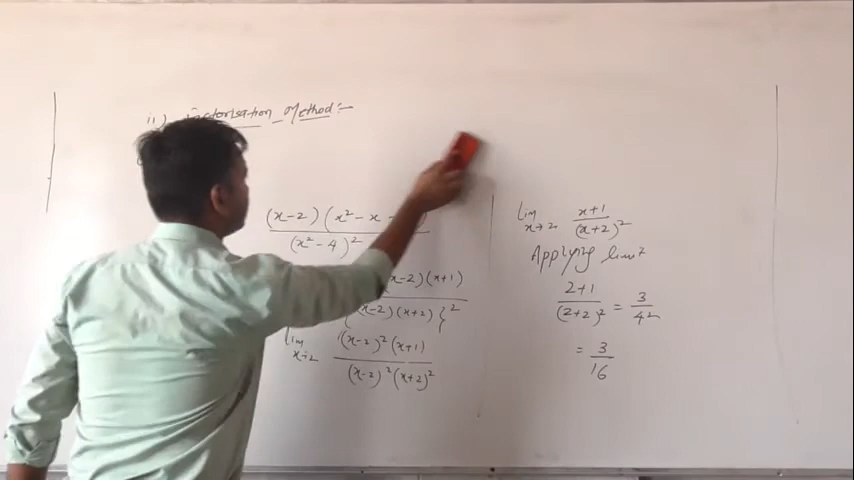 ii) Factorisation Method:-
(x-2)(x²-x-
(x²-4)²
x-2)(x+1)
(x-2)(x+2)}²
lim x→2 (x-2)²(x+1)
(x-2)²(x+2)²
lim x→2 x+1
(x+2)²
Applying limit
2+1
(2+2)² = 3
4²
= 3
16